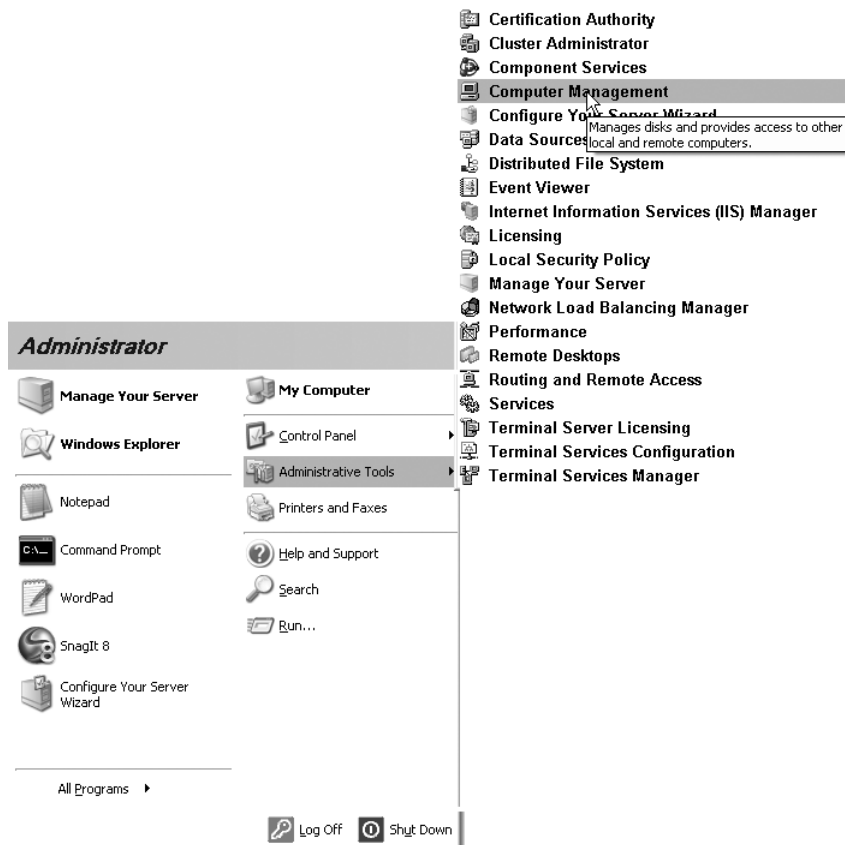 Certification Authority
Cluster Administrator
Component Services
Computer Management
Configure Your Server Wizard
Manages disks and provides access to other
local and remote computers.
Data Sources
Distributed File System
Event Viewer
Internet Information Services (IIS) Manager
Licensing
Local Security Policy
Manage Your Server
Network Load Balancing Manager
Performance
Remote Desktops
Routing and Remote Access
Services
Terminal Server Licensing
Terminal Services Configuration
Terminal Services Manager
Administrator
Manage Your Server
Windows Explorer
Notepad
C:\_
Command Prompt
WordPad
SnagIt 8
Configure Your Server
Wizard
All Programs
My Computer
Control Panel
Administrative Tools
Printers and Faxes
Help and Support
Search
Run...
Log Off
Shut Down